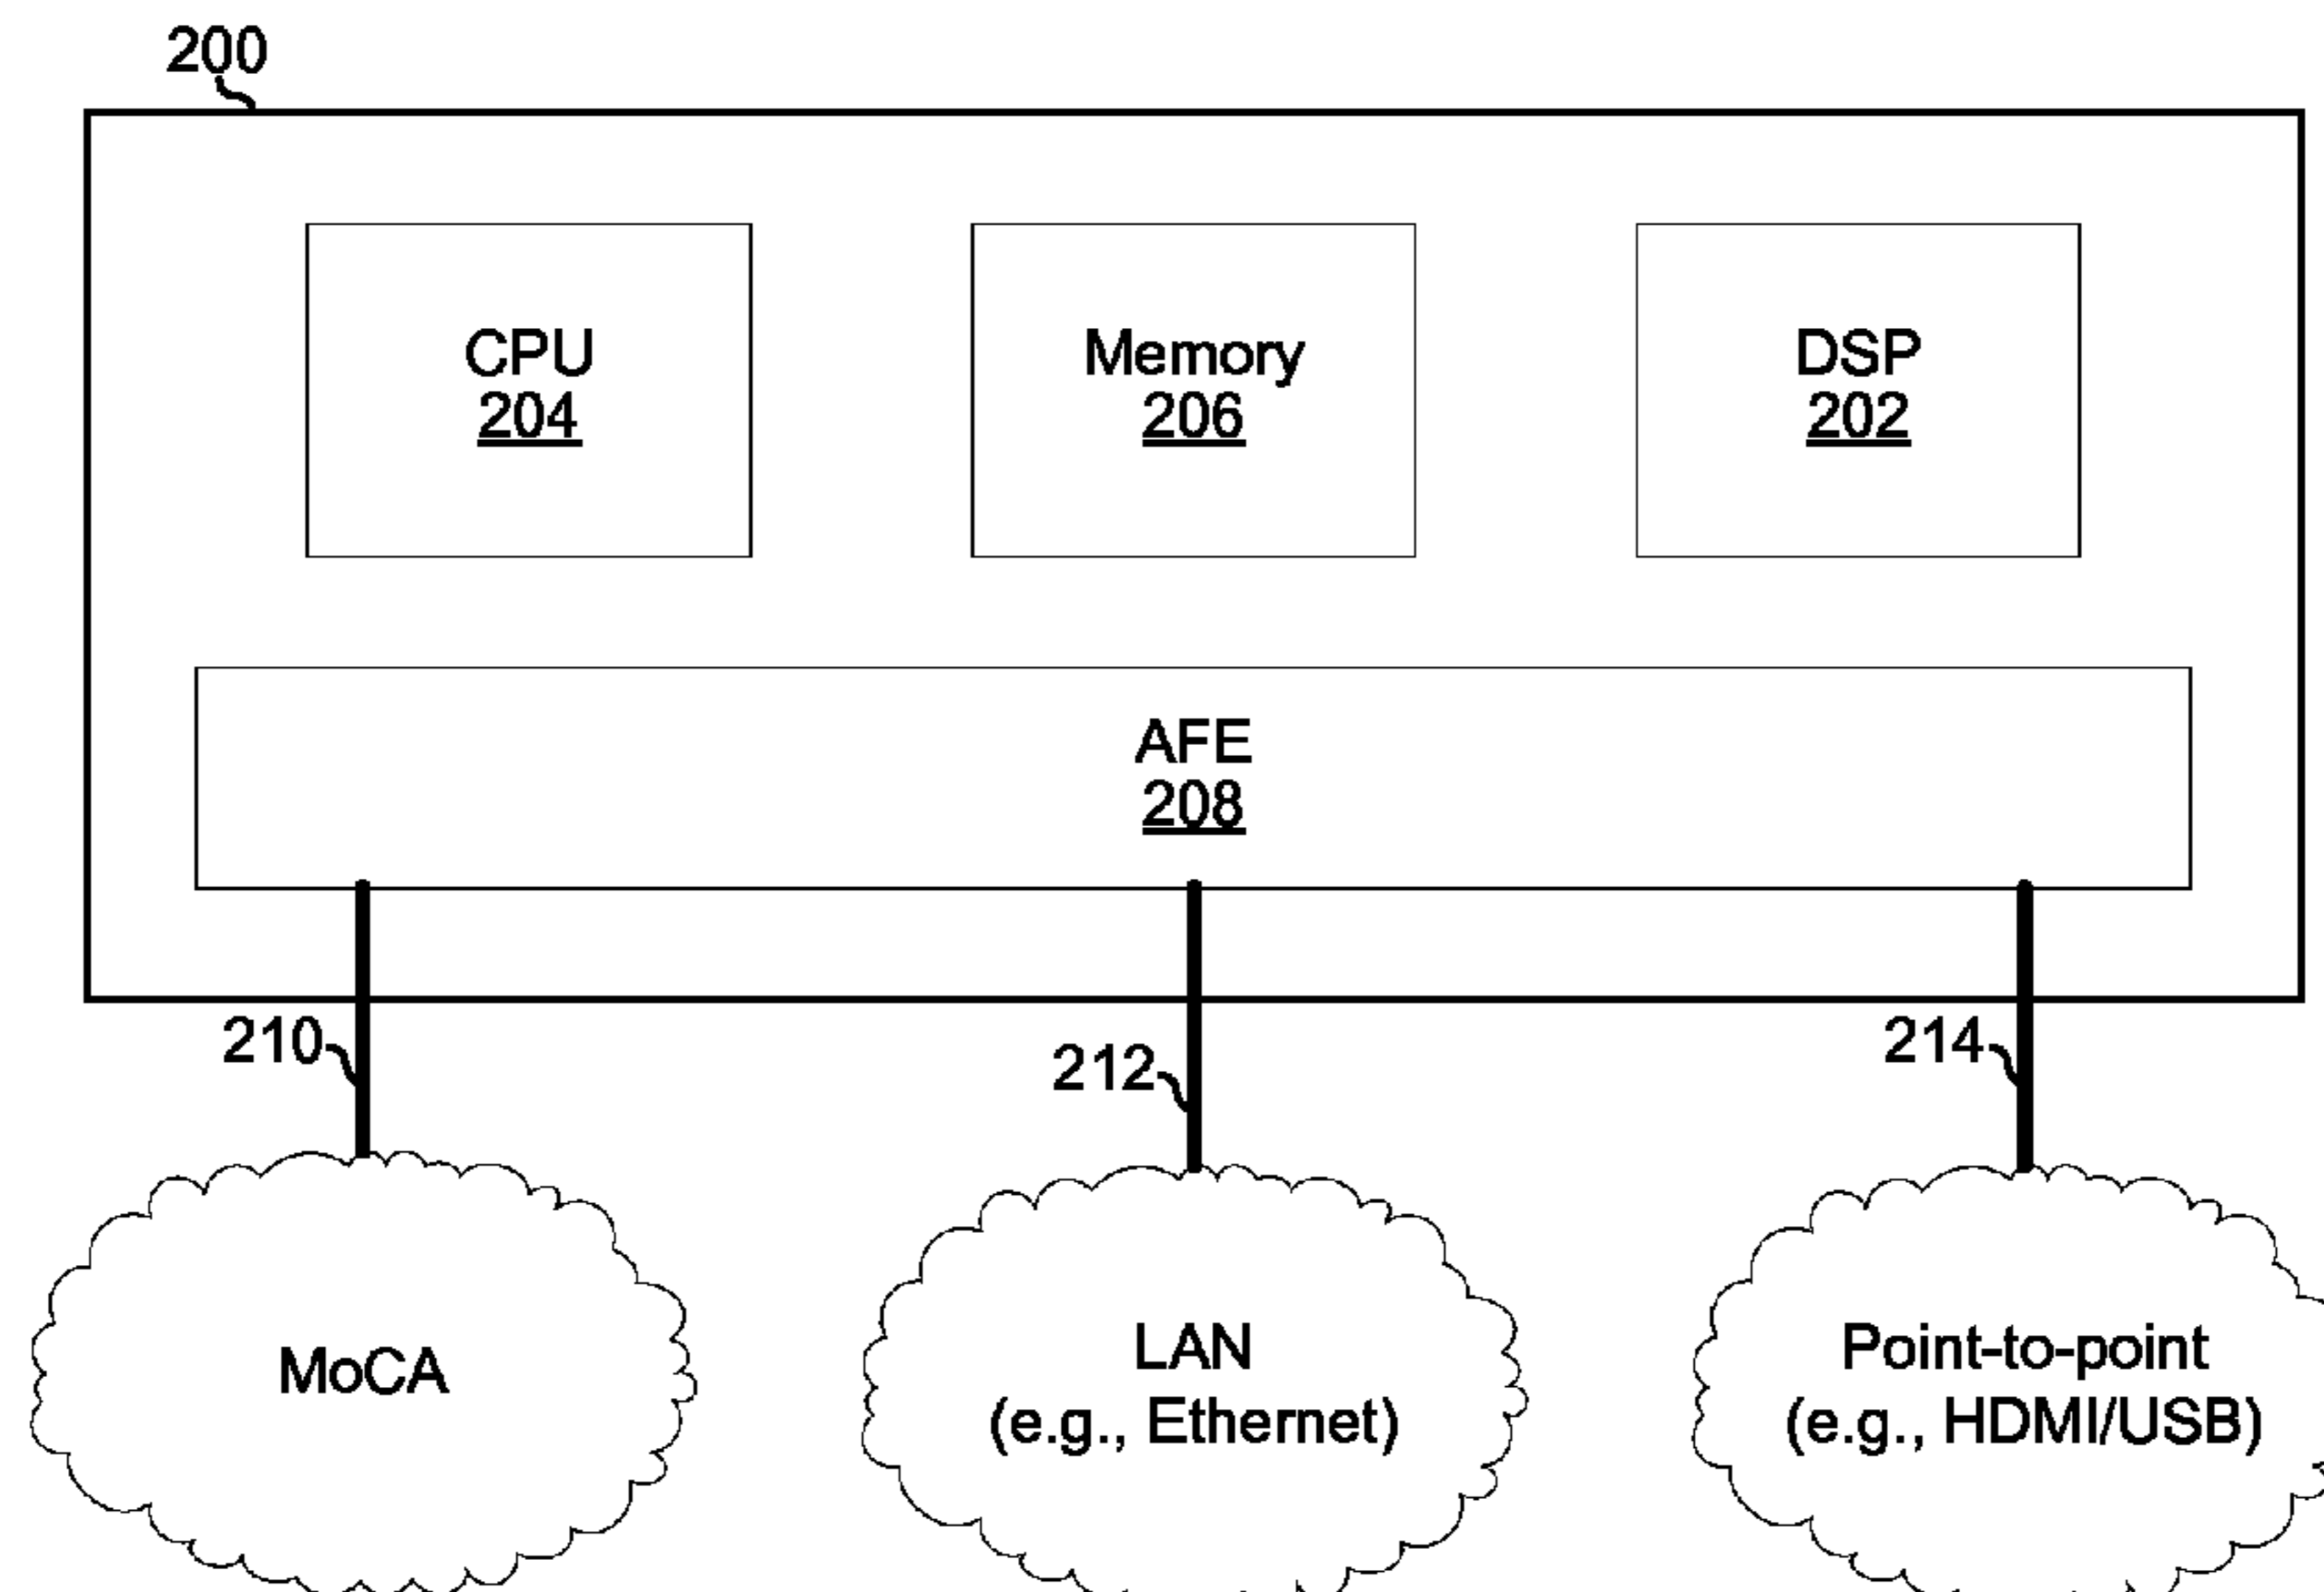 200
CPU
204
Memory
206
DSP
202
AFE
208
210
212
214
MoCA
LAN
(e.g., Ethernet)
Point-to-point
(e.g., HDMI/USB)